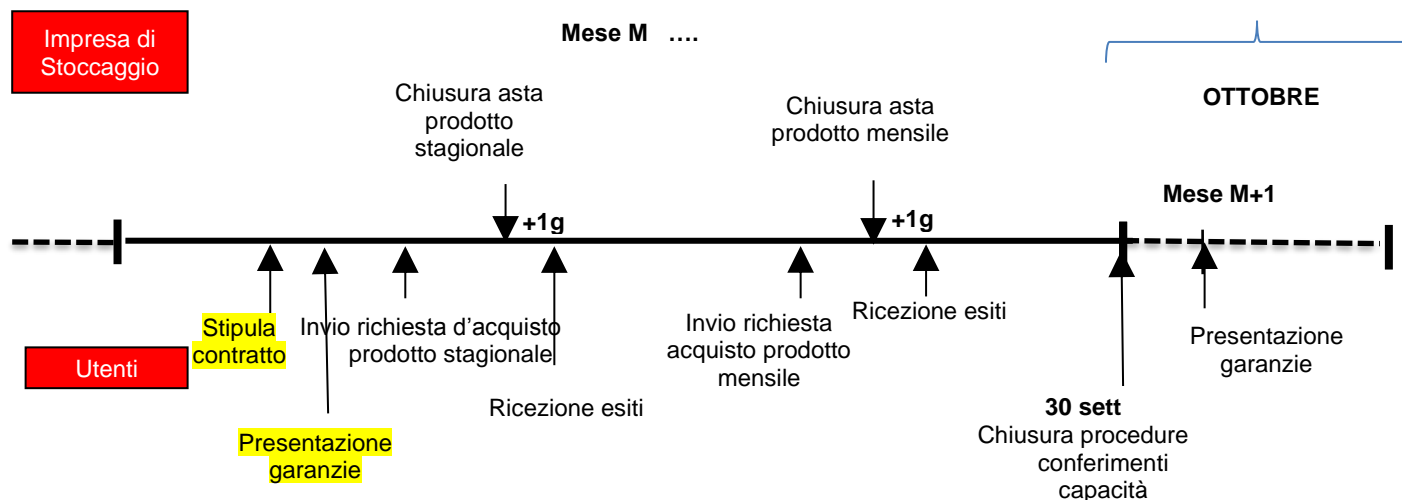 Impresa di
Stoccaggio
Mese M ....
OTTOBRE
Chiusura asta
prodotto
stagionale
Chiusura asta
prodotto mensile
Mese M+1
+1g
+1g
Stipula
contratto
Invio richiesta d’acquisto
prodotto stagionale
Invio richiesta
acquisto prodotto
mensile
Ricezione esiti
Presentazione
garanzie
Utenti
Ricezione esiti
Presentazione
garanzie
30 sett
Chiusura procedure
conferimenti
capacità